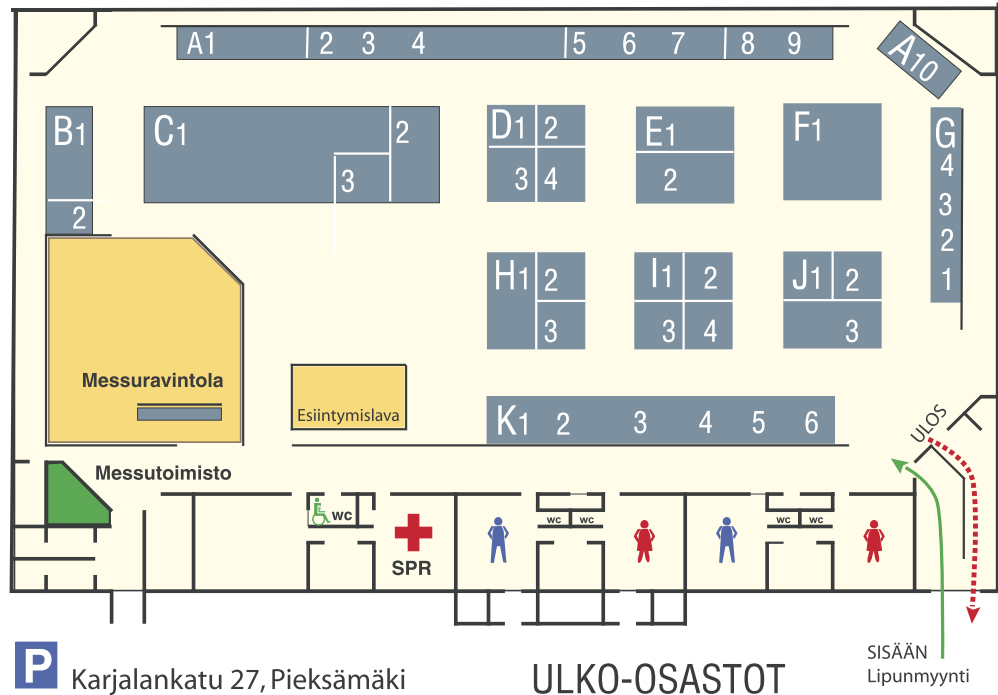 A1 2 3 4 5 6 7 8 9
A10
B1
2
C1 2
3
D1 2
3 4
E1
2
F1
G
4
3
2
1
H1 2
3
I1 2
3 4
J1 2
3
K1 2 3 4 5 6
Messuravintola
Esiintymislava
Messutoimisto
ULOS
wc
SPR
wc wc
wc wc
SISÄÄN
Lipunmyynti
P Karjalankatu 27, Pieksämäki
ULKO-OSASTOT